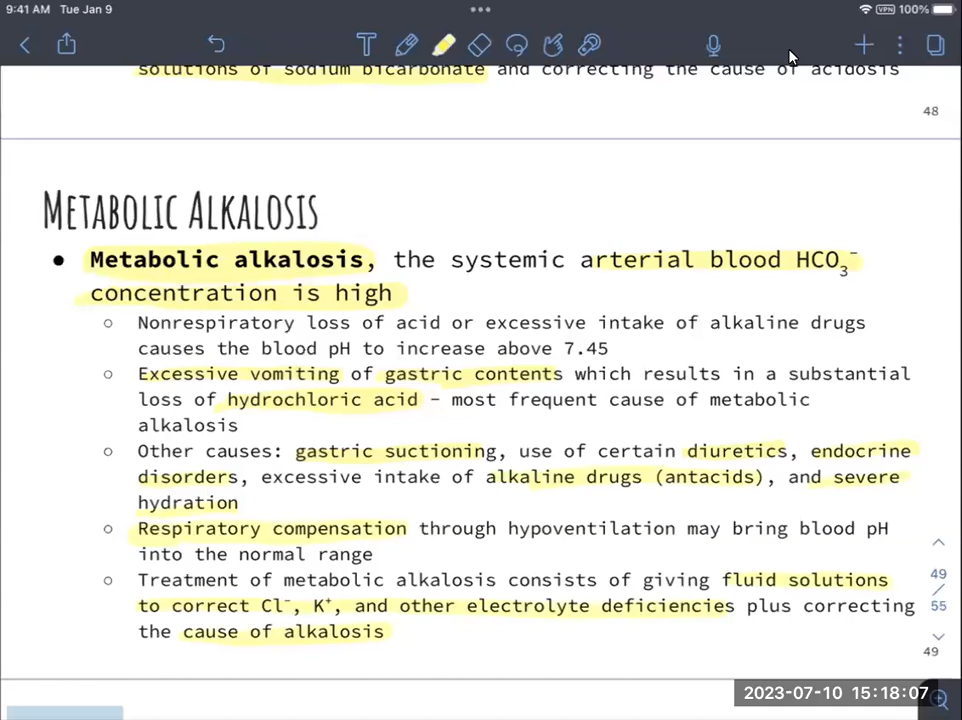 9:41 AM Tue Jan 9
VPN 100%
solutions of sodium bicarbonate and correcting the cause of acidosis
48
METABOLIC ALKALOSIS
● Metabolic alkalosis, the systemic arterial blood HCO₃⁻
concentration is high
○ Nonrespiratory loss of acid or excessive intake of alkaline drugs
causes the blood pH to increase above 7.45
○ Excessive vomiting of gastric contents which results in a substantial
loss of hydrochloric acid – most frequent cause of metabolic
alkalosis
○ Other causes: gastric suctioning, use of certain diuretics, endocrine
disorders, excessive intake of alkaline drugs (antacids), and severe
hydration
○ Respiratory compensation through hypoventilation may bring blood pH
into the normal range
○ Treatment of metabolic alkalosis consists of giving fluid solutions
to correct Cl⁻, K⁺, and other electrolyte deficiencies plus correcting
the cause of alkalosis
49
/
55
49
2023-07-10 15:18:07